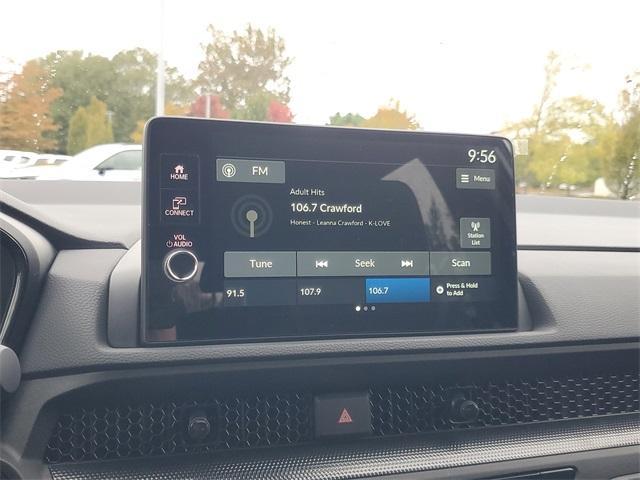 9:56
HOME
FM
Menu
Adult Hits
106.7 Crawford
Honest - Leanna Crawford - K-LOVE
CONNECT
VOL
AUDIO
Station
List
Tune
Seek
Scan
91.5
107.9
106.7
Press & Hold
to Add